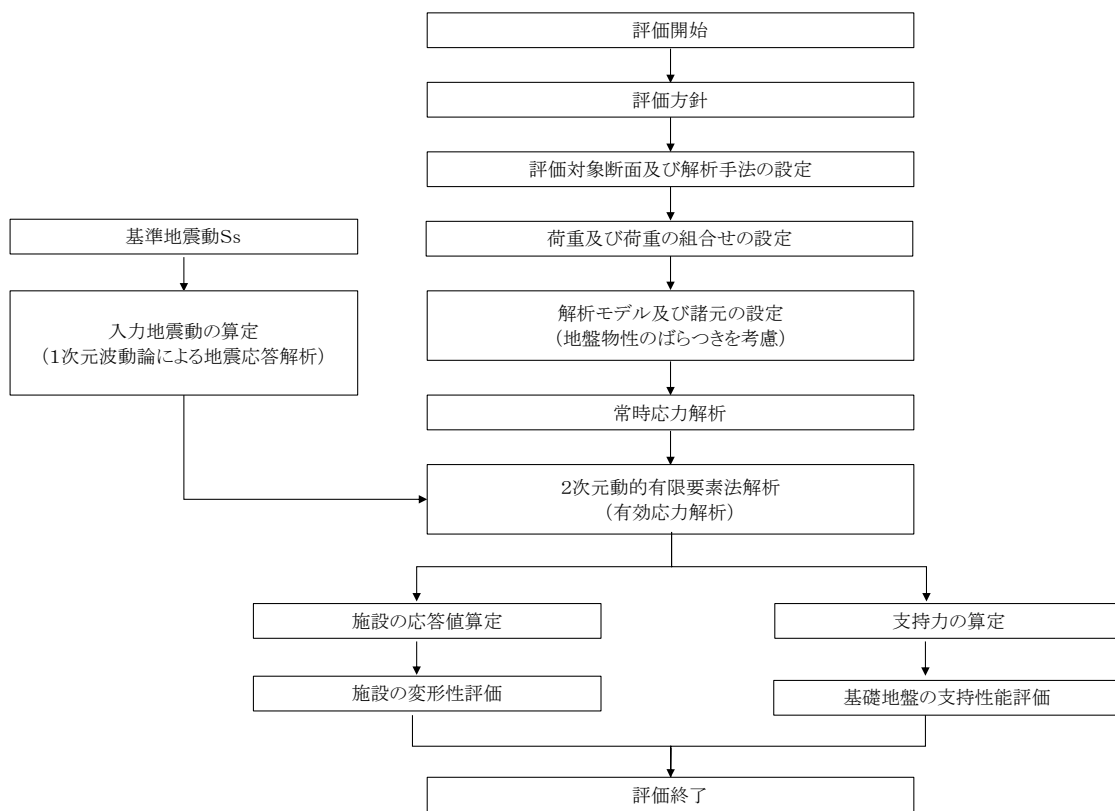 評価開始
評価方針
評価対象断面及び解析手法の設定
荷重及び荷重の組合せの設定
基準地震動Ss
入力地震動の算定
(1次元波動論による地震応答解析)
解析モデル及び諸元の設定
(地盤物性のばらつきを考慮)
常時応力解析
2次元動的有限要素法解析
(有効応力解析)
施設の応答値算定
支持力の算定
施設の変形性評価
基礎地盤の支持性能評価
評価終了